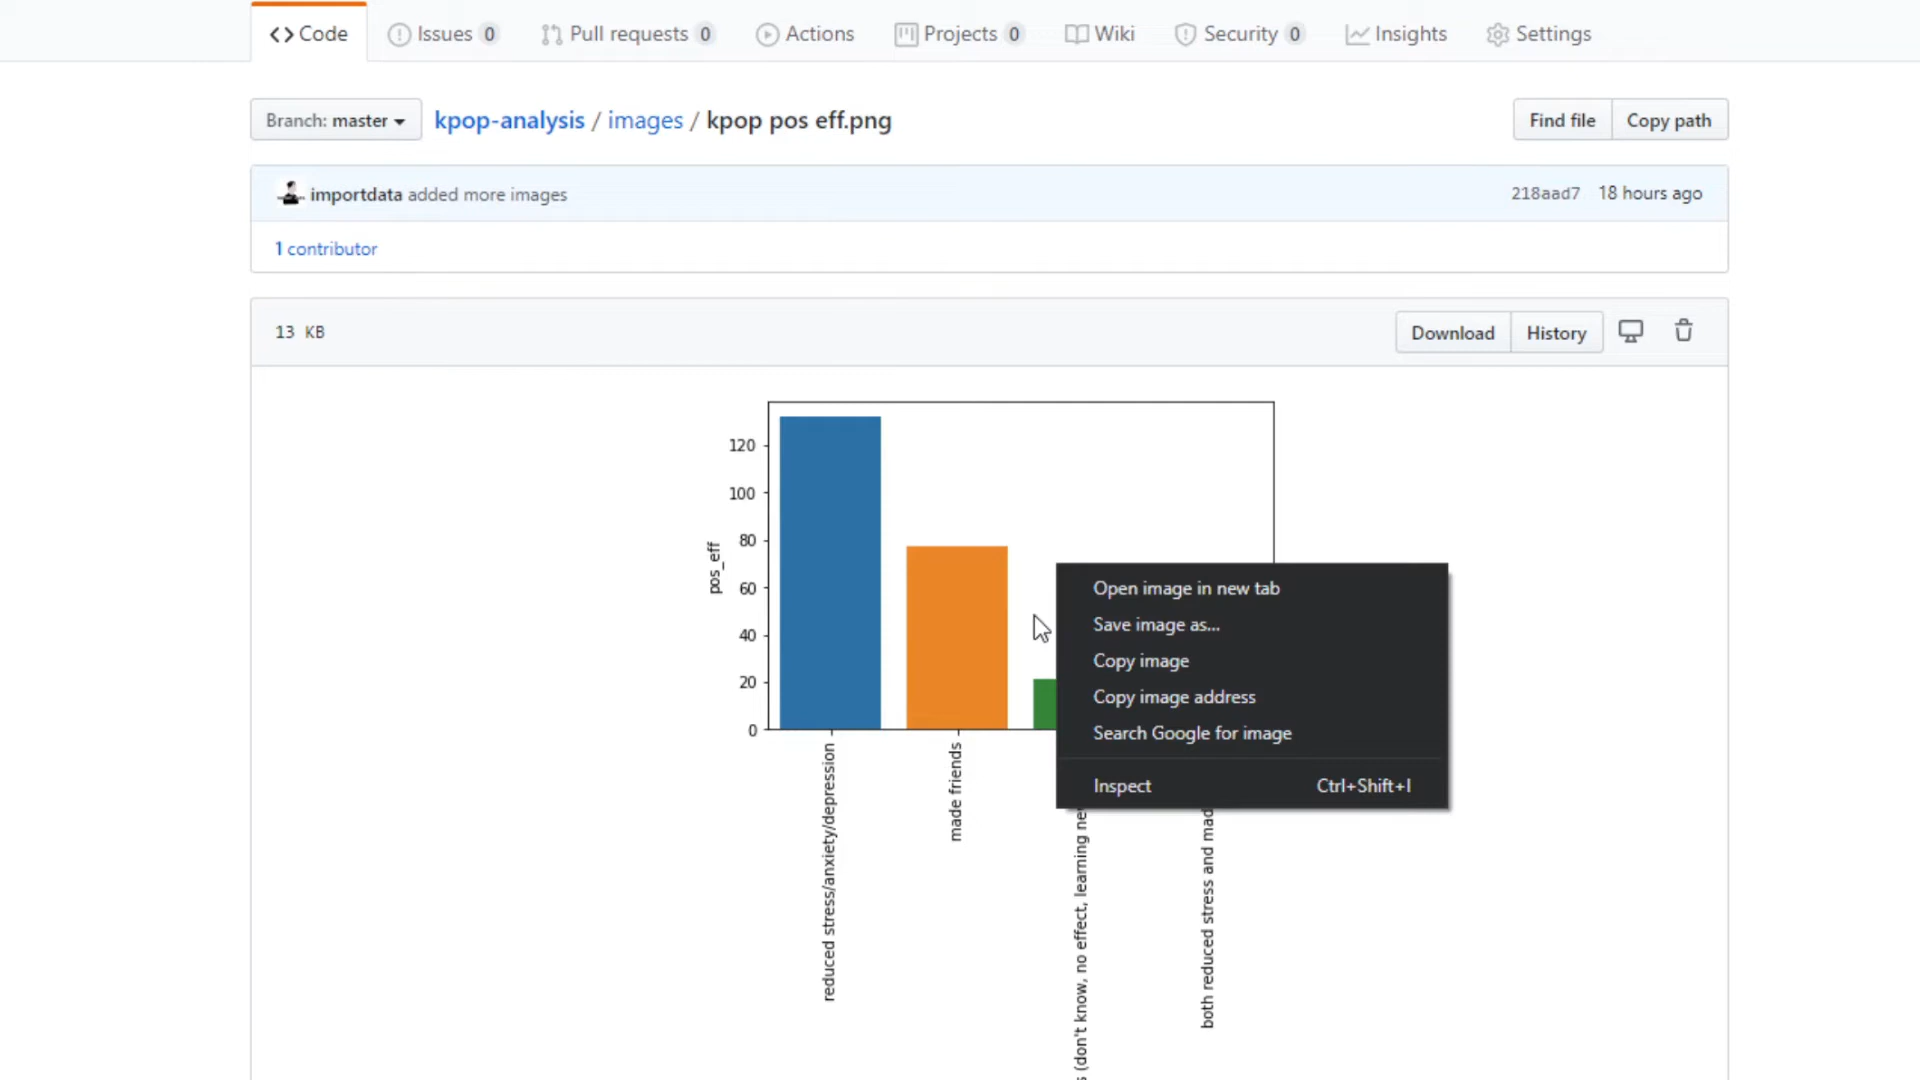 Code Issues 0 Pull requests 0 Actions Projects 0 Wiki Security 0 Insights Settings
Branch: master kpop-analysis / images / kpop pos eff.png Find file Copy path
importdata added more images 218aad7 18 hours ago
1 contributor
13 KB Download History
120
100
80
60
40
20
0
pos_eff
Open image in new tab
Save image as...
Copy image
Copy image address
Search Google for image
Inspect Ctrl+Shift+I
reduced stress/anxiety/depression
made friends
(don't know, no effect, learning
both reduced stress and